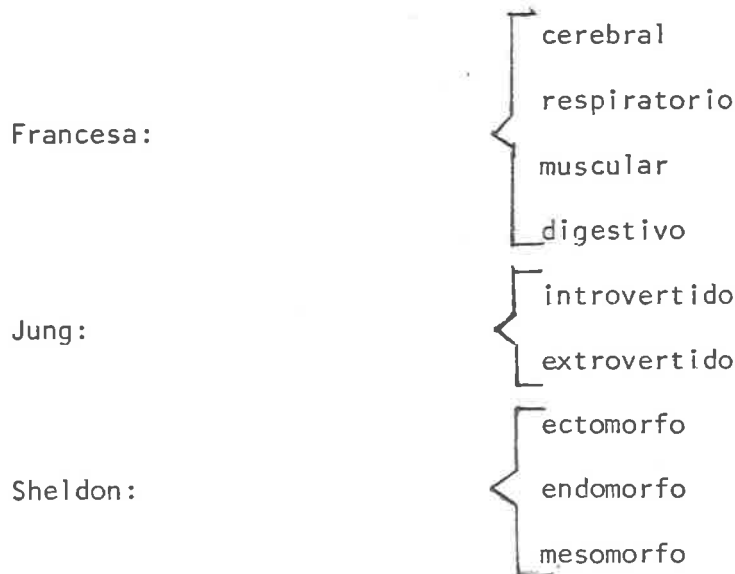 cerebral
respiratorio
Francesa:
muscular
digestivo
introvertido
Jung:
extrovertido
ectomorfo
Sheldon:
endomorfo
mesomorfo